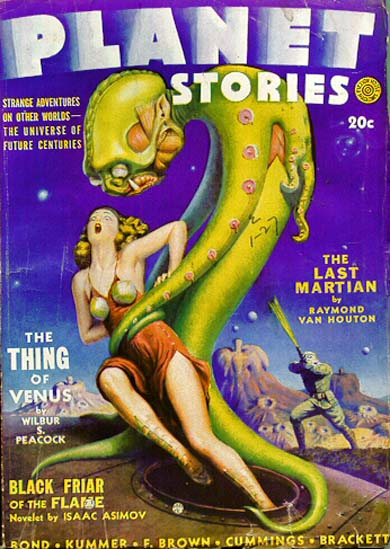 PLANET
STORIES
STRANGE ADVENTURES
ON OTHER WORLDS—
THE UNIVERSE OF
FUTURE CENTURIES
20c
THE
LAST
MARTIAN
by
RAYMOND
VAN HOUTON
THE
THING
OF
VENUS
by
WILBUR
S.
PEACOCK
BLACK FRIAR
OF THE FLAME
Novelet by ISAAC ASIMOV
BOND • KUMMER • F. BROWN • CUMMINGS • BRACKETT